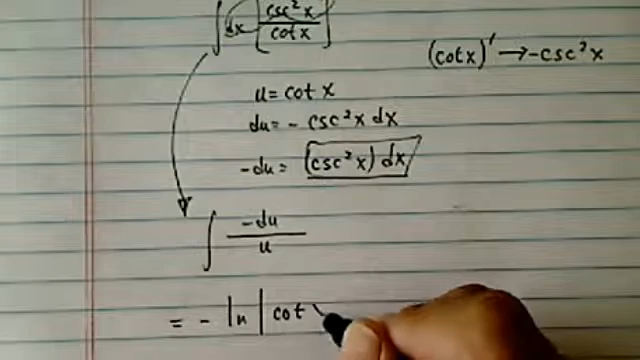 ∫ dx [csc²x / cot x]
(cot x)' → -csc²x
u = cot x
du = - csc²x dx
-du = (csc²x) dx
∫ -du / u
= - ln | cot